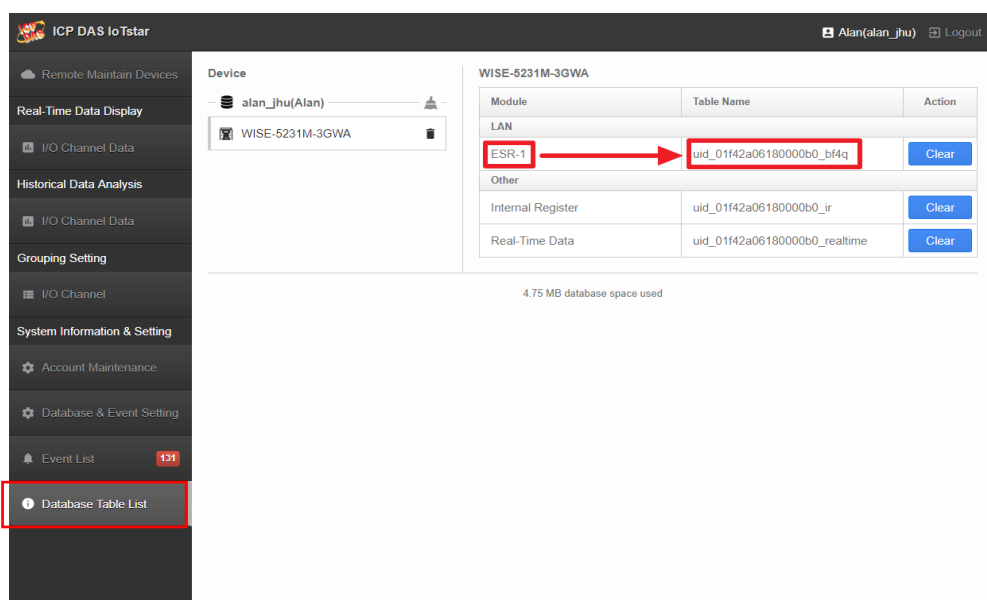 ICP DAS IoTstar
Alan(alan_jhu) Logout
Remote Maintain Devices
Real-Time Data Display
I/O Channel Data
Historical Data Analysis
I/O Channel Data
Grouping Setting
I/O Channel
System Information & Setting
Account Maintenance
Database & Event Setting
Event List 131
Database Table List
Device
alan_jhu(Alan)
WISE-5231M-3GWA
WISE-5231M-3GWA
Module Table Name Action
LAN
ESR-1 uid_01f42a06180000b0_bf4q Clear
Other
Internal Register uid_01f42a06180000b0_ir Clear
Real-Time Data uid_01f42a06180000b0_realtime Clear
4.75 MB database space used